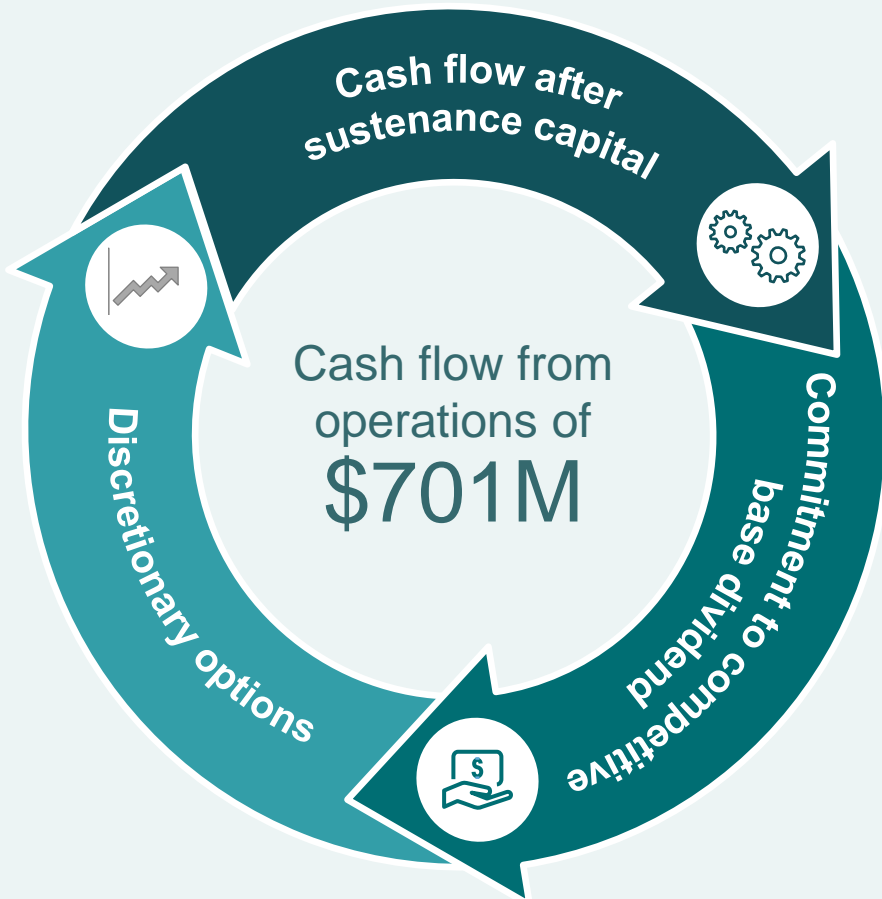 Cash flow after
sustenance capital
Commitment to competitive
base dividend
$
Discretionary options
Cash flow from
operations of
$701M